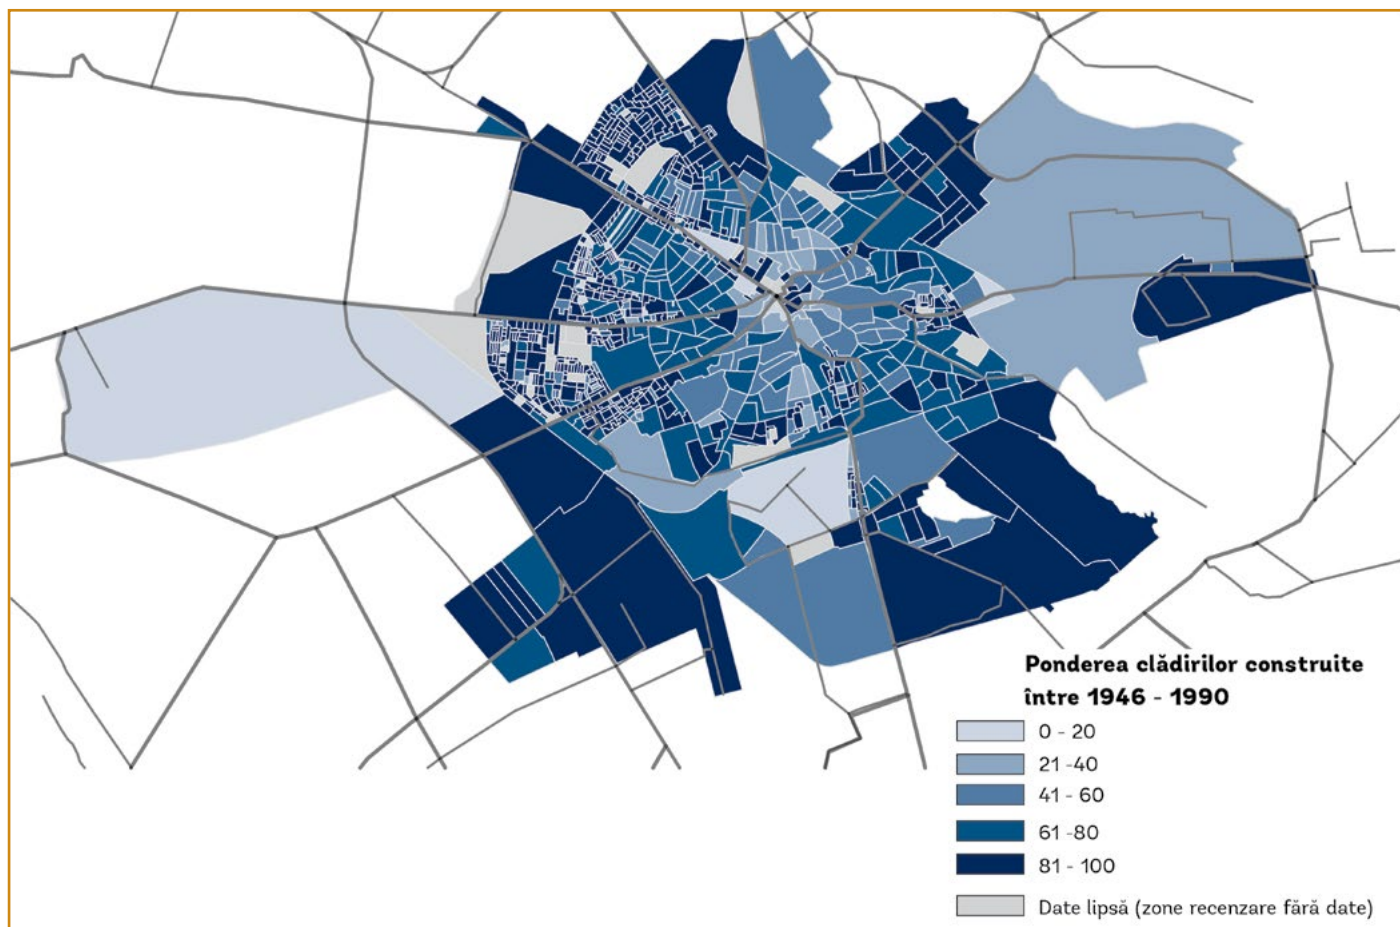 Ponderea clădirilor construite
între 1946 - 1990
0 - 20
21 -40
41 - 60
61 -80
81 - 100
Date lipsă (zone recenzare fără date)